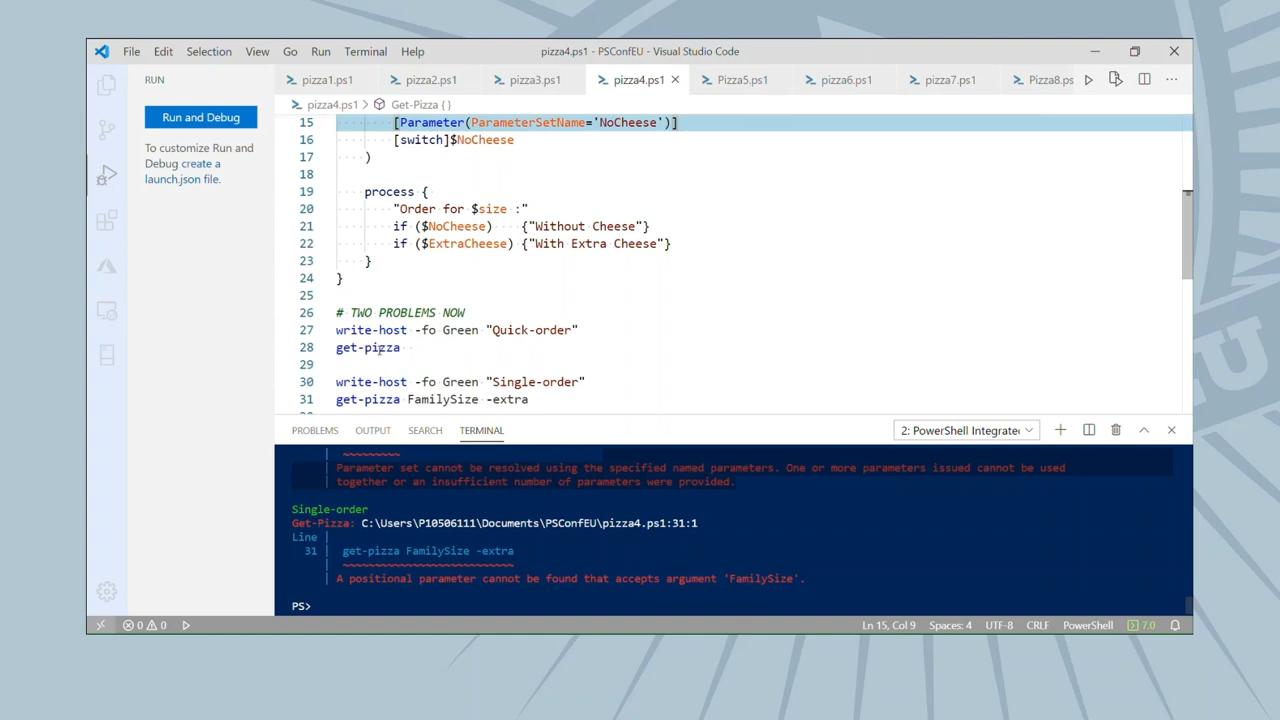 File Edit Selection View Go Run Terminal Help pizza4.ps1 - PSConfEU - Visual Studio Code
RUN
pizza1.ps1 pizza2.ps1 pizza3.ps1 pizza4.ps1 Pizza5.ps1 pizza6.ps1 pizza7.ps1 Pizza8.ps
pizza4.ps1 > Get-Pizza { }
Run and Debug
To customize Run and
Debug create a
launch.json file.
15 [Parameter(ParameterSetName='NoCheese')]
16 [switch]$NoCheese
17 )
18
19 process {
20 "Order for $size :"
21 if ($NoCheese) {"Without Cheese"}
22 if ($ExtraCheese) {"With Extra Cheese"}
23 }
24 }
25
26 # TWO PROBLEMS NOW
27 write-host -fo Green "Quick-order"
28 get-pizza
29
30 write-host -fo Green "Single-order"
31 get-pizza FamilySize -extra
PROBLEMS OUTPUT SEARCH TERMINAL 2: PowerShell Integrate
| ~~~~~~~~~
| Parameter set cannot be resolved using the specified named parameters. One or more parameters issued cannot be used
| together or an insufficient number of parameters were provided.
Single-order
Get-Pizza: C:\Users\P10506111\Documents\PSConfEU\pizza4.ps1:31:1
Line |
31 | get-pizza FamilySize -extra
| ~~~~~~~~~~~~~~~~~~~~~~~~~~~
| A positional parameter cannot be found that accepts argument 'FamilySize'.
PS>
0 0 Ln 15, Col 9 Spaces: 4 UTF-8 CRLF PowerShell 7.0